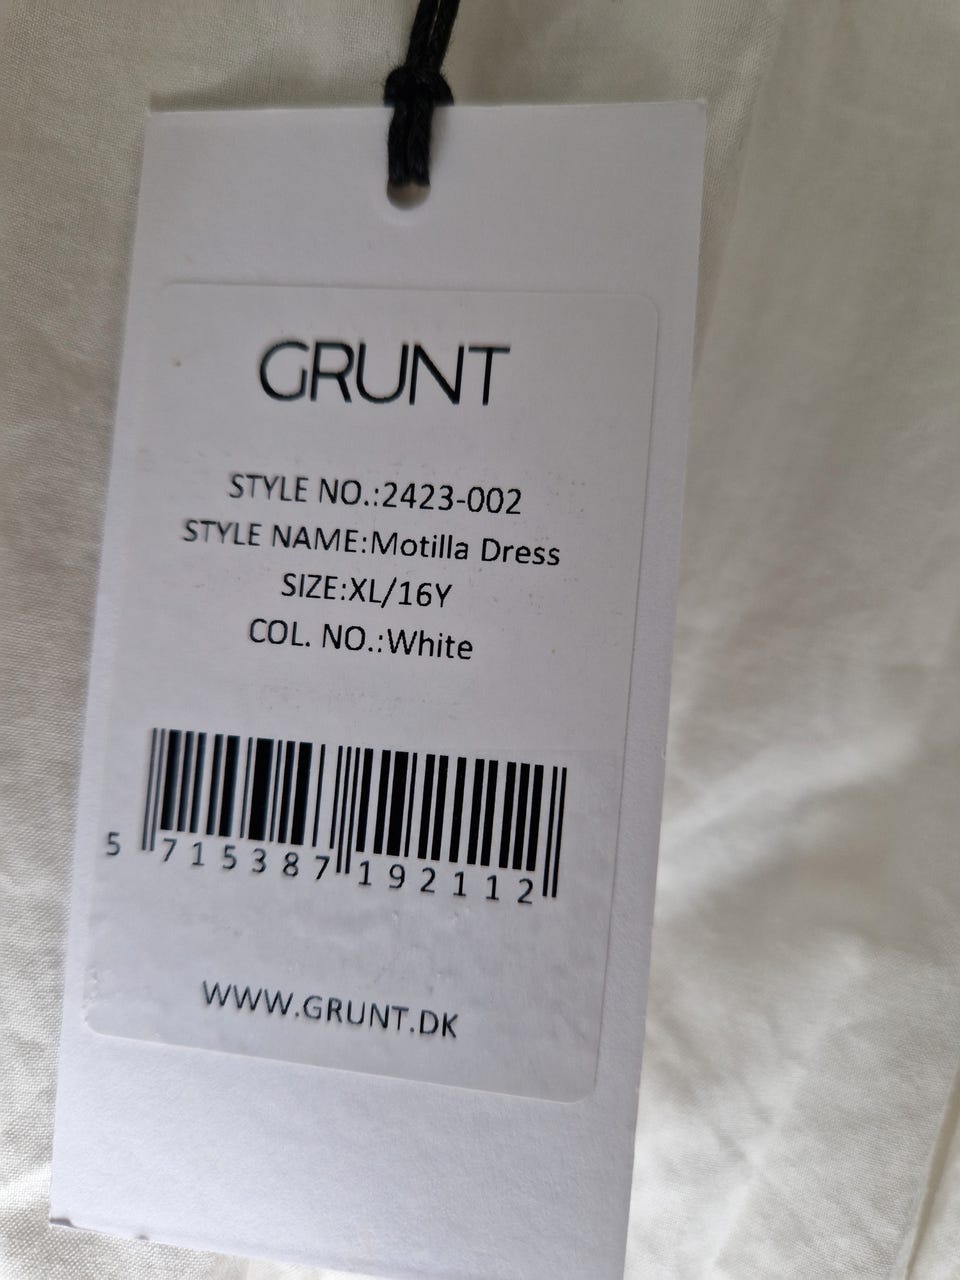 GRUNT
STYLE NO.:2423-002
STYLE NAME:Motilla Dress
SIZE:XL/16Y
COL. NO.:White
5 715387 192112
WWW.GRUNT.DK